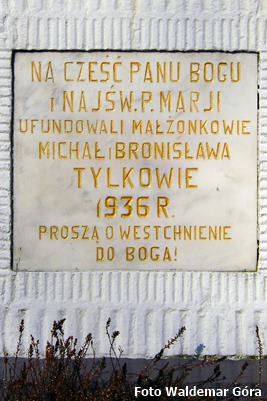 NA CZEŚĆ PANU BOGU
I NAJŚW. P. MARJI
UFUNDOWALI MAŁŻONKOWIE
MICHAŁ I BRONISŁAWA
TYLKOWIE
1936 R.
PROSZĄ O WESTCHNIENIE
DO BOGA!
Foto Waldemar Góra